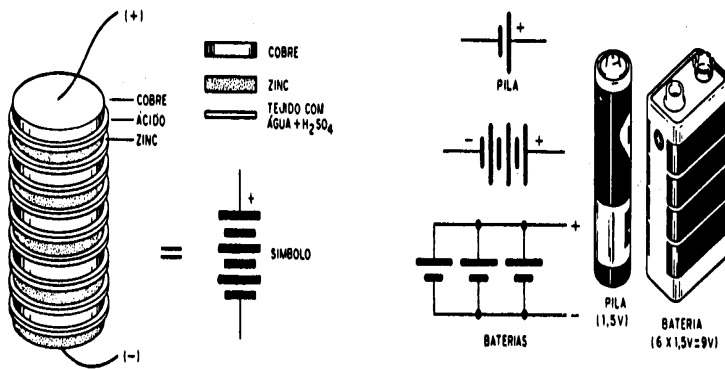 (+)
COBRE
ÁCIDO
ZINC
(-)
COBRE
ZINC
TEJIDO CON
ÁGUA + H₂SO₄
=
+
SIMBOLO
+
PILA
-
+
+
-
BATERIAS
PILA
(1,5V)
BATERIA
(6 X 1,5V=9V)